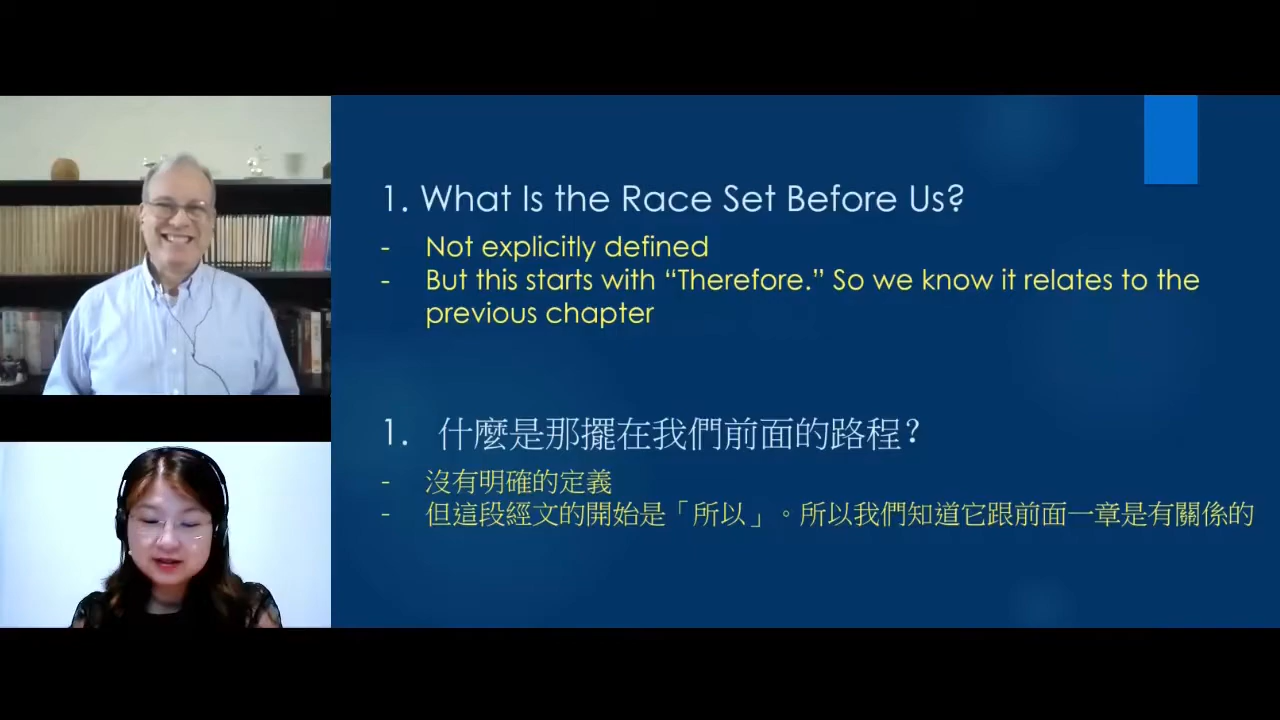 1. What Is the Race Set Before Us?
- Not explicitly defined
- But this starts with “Therefore.” So we know it relates to the
previous chapter
1. 什麼是那擺在我們前面的路程？
- 沒有明確的定義
- 但這段經文的開始是「所以」。所以我們知道它跟前面一章是有關係的